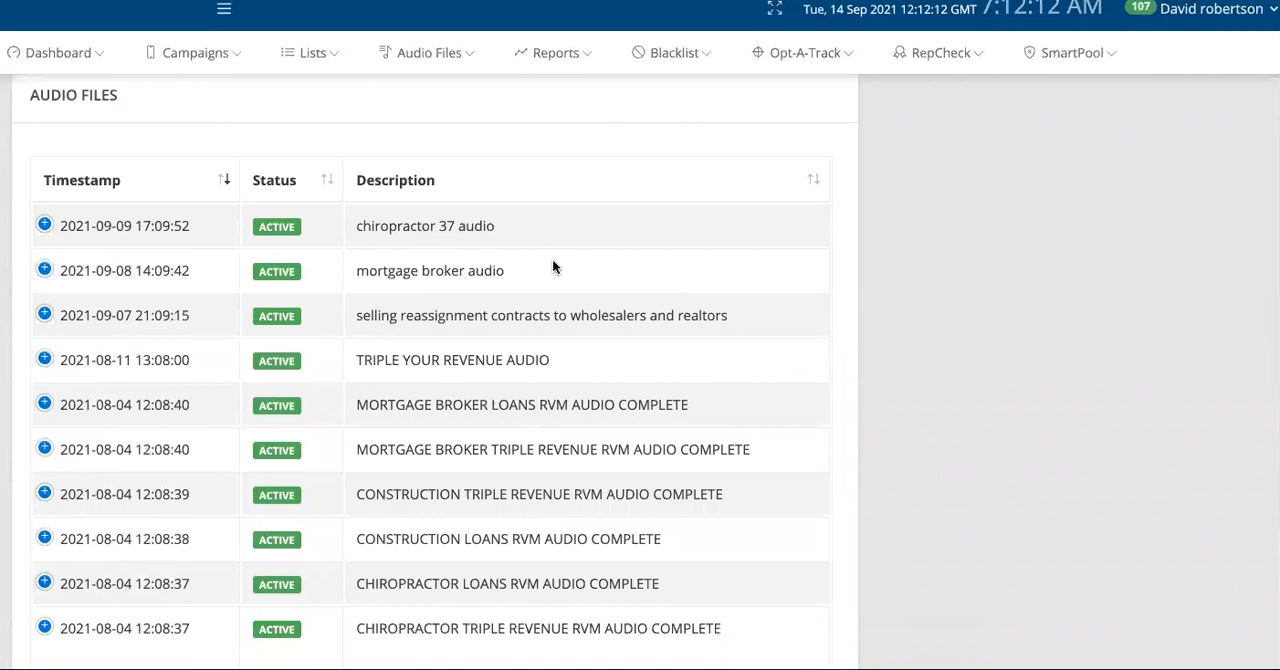 Tue, 14 Sep 2021 12:12:12 GMT 7:12:12 AM 107 David robertson
Dashboard Campaigns Lists Audio Files Reports Blacklist Opt-A-Track RepCheck SmartPool
AUDIO FILES
Timestamp Status Description
2021-09-09 17:09:52 ACTIVE chiropractor 37 audio
2021-09-08 14:09:42 ACTIVE mortgage broker audio
2021-09-07 21:09:15 ACTIVE selling reassignment contracts to wholesalers and realtors
2021-08-11 13:08:00 ACTIVE TRIPLE YOUR REVENUE AUDIO
2021-08-04 12:08:40 ACTIVE MORTGAGE BROKER LOANS RVM AUDIO COMPLETE
2021-08-04 12:08:40 ACTIVE MORTGAGE BROKER TRIPLE REVENUE RVM AUDIO COMPLETE
2021-08-04 12:08:39 ACTIVE CONSTRUCTION TRIPLE REVENUE RVM AUDIO COMPLETE
2021-08-04 12:08:38 ACTIVE CONSTRUCTION LOANS RVM AUDIO COMPLETE
2021-08-04 12:08:37 ACTIVE CHIROPRACTOR LOANS RVM AUDIO COMPLETE
2021-08-04 12:08:37 ACTIVE CHIROPRACTOR TRIPLE REVENUE RVM AUDIO COMPLETE